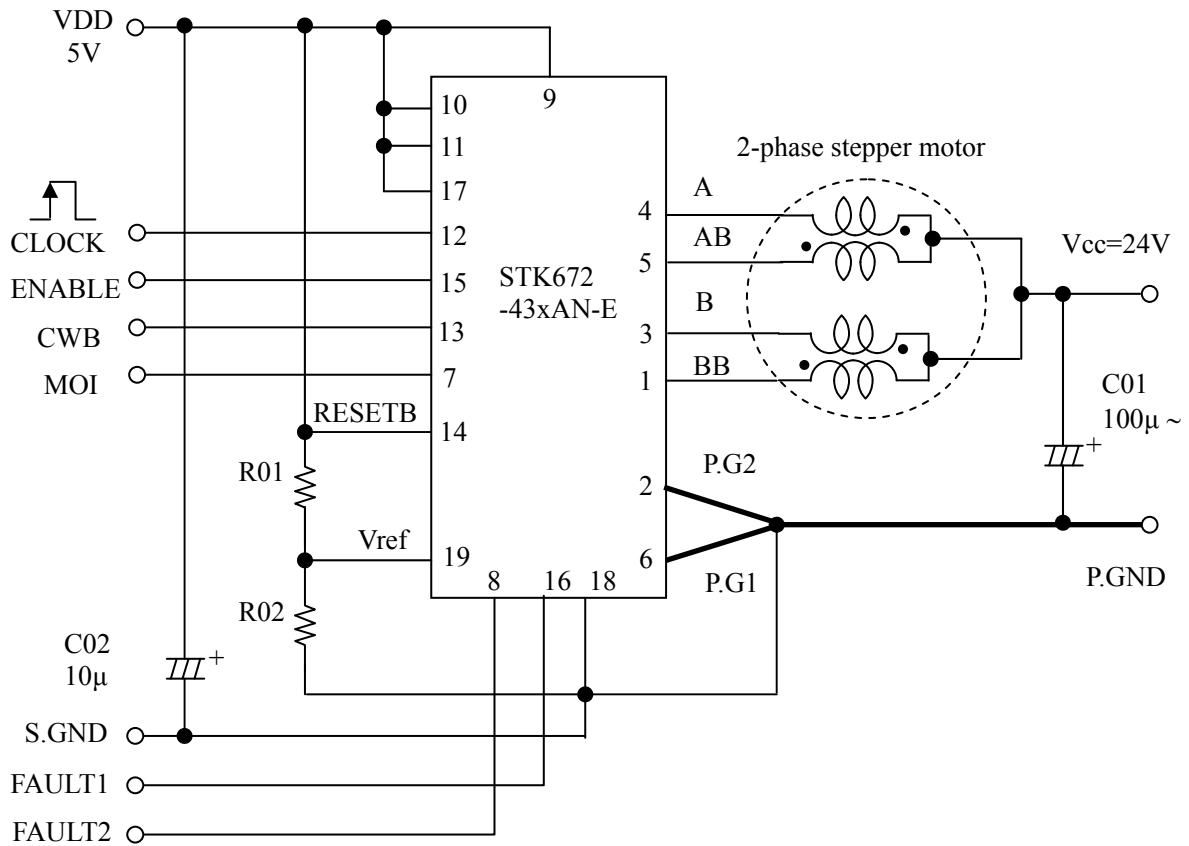 VDD
5V
9
10
11
17
2-phase stepper motor
CLOCK
12
4
A
AB
Vcc=24V
ENABLE
15
STK672
-43xAN-E
5
CWB
13
B
3
MOI
7
BB
1
C01
100μ ~
+
RESETB
14
R01
P.G2
2
Vref
19
6
P.G1
P.GND
8
16
18
R02
C02
10μ
+
S.GND
FAULT1
FAULT2